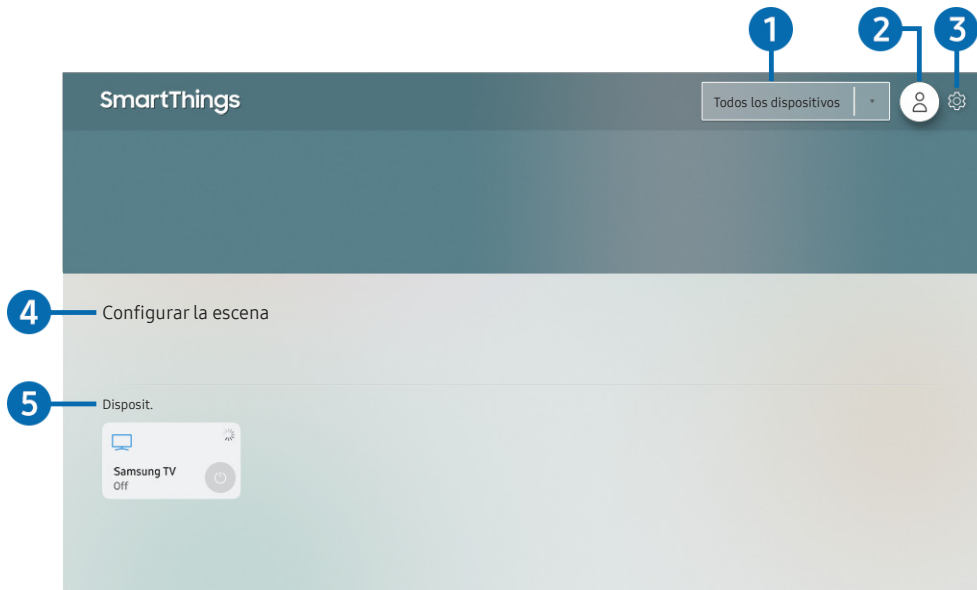 1 2 3
SmartThings
Todos los dispositivos
4 Configurar la escena
5 Disposit.
Samsung TV
Off